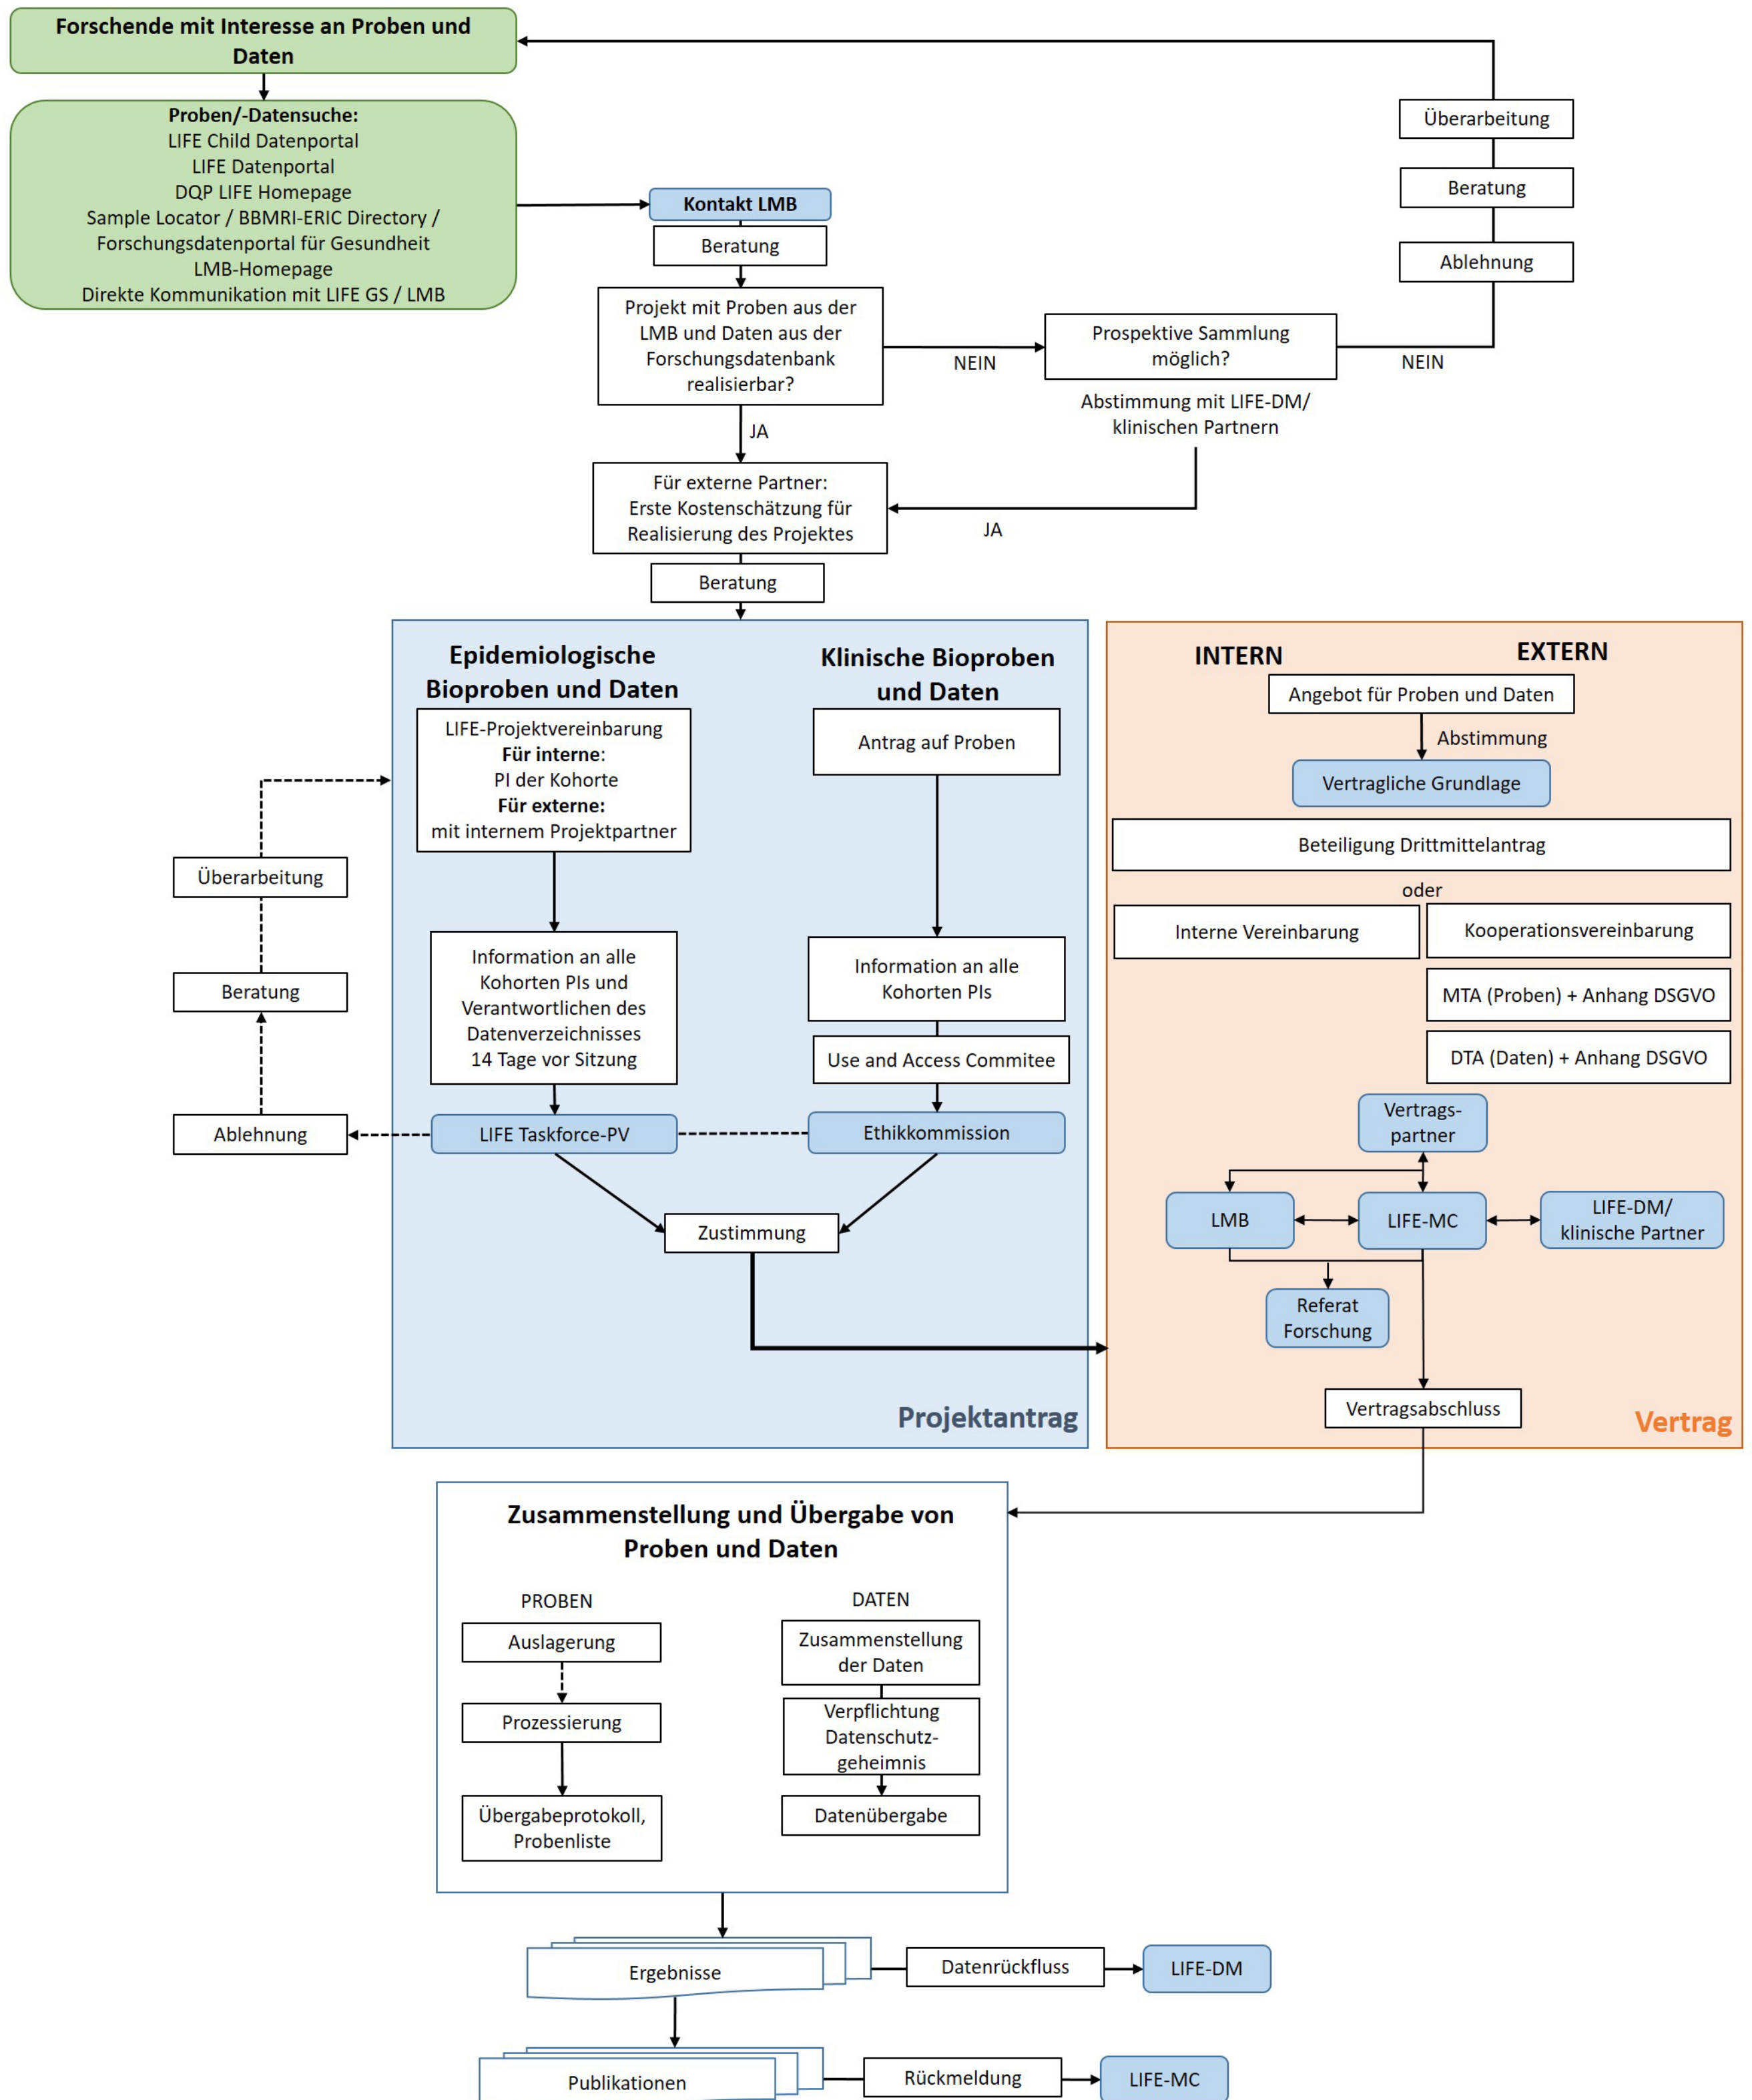 Forschende mit Interesse an Proben und
Daten
Proben/-Datensuche:
LIFE Child Datenportal
LIFE Datenportal
DQP LIFE Homepage
Sample Locator / BBMRI-ERIC Directory /
Forschungsdatenportal für Gesundheit
LMB-Homepage
Direkte Kommunikation mit LIFE GS / LMB
Kontakt LMB
Beratung
Projekt mit Proben aus der
LMB und Daten aus der
Forschungsdatenbank
realisierbar?
NEIN
Prospektive Sammlung
möglich?
NEIN
Abstimmung mit LIFE-DM/
klinischen Partnern
Überarbeitung
Beratung
Ablehnung
JA
JA
Für externe Partner:
Erste Kostenschätzung für
Realisierung des Projektes
Beratung
Epidemiologische
Bioproben und Daten
LIFE-Projektvereinbarung
Für interne:
PI der Kohorte
Für externe:
mit internem Projektpartner
Information an alle
Kohorten PIs und
Verantwortlichen des
Datenverzeichnisses
14 Tage vor Sitzung
LIFE Taskforce-PV
Klinische Bioproben
und Daten
Antrag auf Proben
Information an alle
Kohorten PIs
Use and Access Commitee
Ethikkommission
Überarbeitung
Beratung
Ablehnung
Zustimmung
Projektantrag
INTERN
EXTERN
Angebot für Proben und Daten
Abstimmung
Vertragliche Grundlage
Beteiligung Drittmittelantrag
oder
Interne Vereinbarung
Kooperationsvereinbarung
MTA (Proben) + Anhang DSGVO
DTA (Daten) + Anhang DSGVO
Vertrags-
partner
LMB
LIFE-MC
LIFE-DM/
klinische Partner
Referat
Forschung
Vertragsabschluss
Vertrag
Zusammenstellung und Übergabe von
Proben und Daten
PROBEN
Auslagerung
Prozessierung
Übergabeprotokoll,
Probenliste
DATEN
Zusammenstellung
der Daten
Verpflichtung
Datenschutz-
geheimnis
Datenübergabe
Ergebnisse
Datenrückfluss
LIFE-DM
Publikationen
Rückmeldung
LIFE-MC